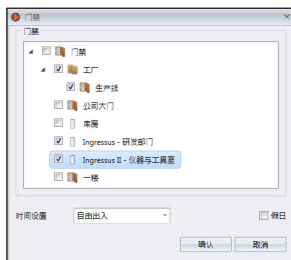 门禁
门禁
门禁
工厂
生产线
公司大门
库房
Ingressus - 研发部门
Ingressus II - 仪器与工具室
一楼
时间设置 自由出入 假日
确认 取消